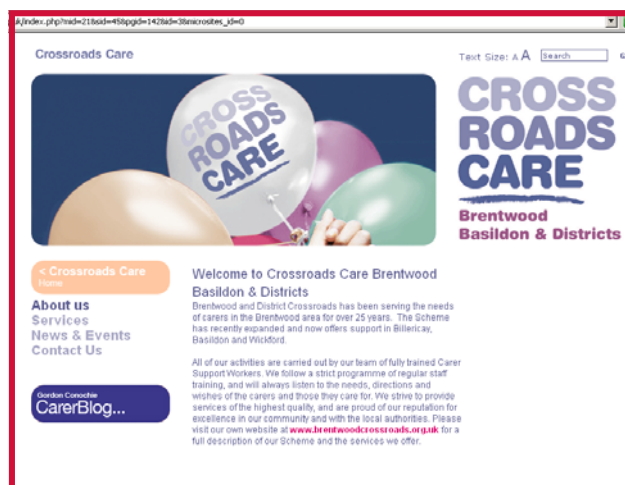 uk/index.php?mid=21&sid=45&pgid=142&id=3&microsites_id=0
Crossroads Care
Text Size: A A Search G
CROSS
ROADS
CARE
CROSS
ROADS
CARE
Brentwood
Basildon & Districts
< Crossroads Care
Home
About us
Services
News & Events
Contact Us
Gordon Conochie
CarerBlog...
Welcome to Crossroads Care Brentwood
Basildon & Districts
Brentwood and District Crossroads has been serving the needs
of carers in the Brentwood area for over 25 years. The Scheme
has recently expanded and now offers support in Billericay,
Basildon and Wickford.
All of our activities are carried out by our team of fully trained Carer
Support Workers. We follow a strict programme of regular staff
training, and will always listen to the needs, directions and
wishes of the carers and those they care for. We strive to provide
services of the highest quality, and are proud of our reputation for
excellence in our community and with the local authorities. Please
visit our own website at www.brentwoodcrossroads.org.uk for a
full description of our Scheme and the services we offer.